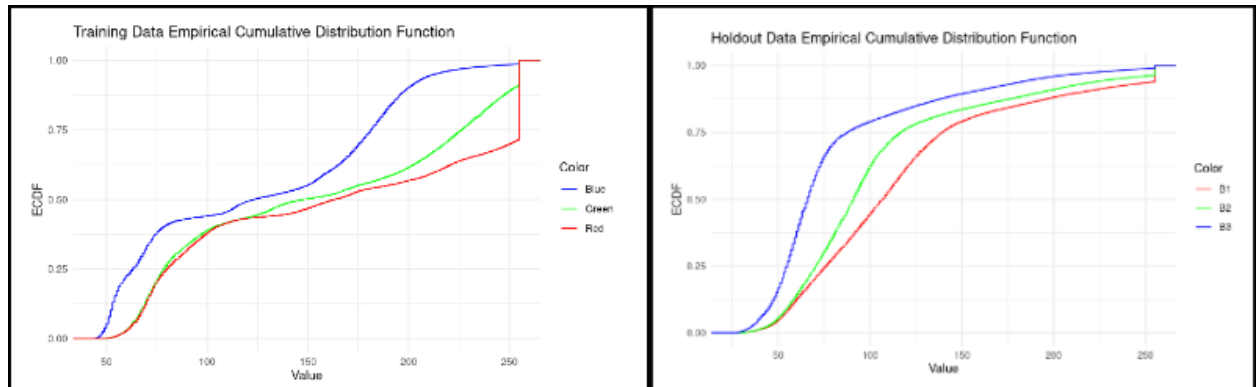 Training Data Empirical Cumulative Distribution Function
1.00
0.75
0.50
0.25
0.00
ECDF
50
100
150
200
250
Value
Color
Blue
Green
Red
Holdout Data Empirical Cumulative Distribution Function
1.00
0.75
0.50
0.25
0.00
ECDF
50
100
150
200
250
Value
Color
B1
B2
B3